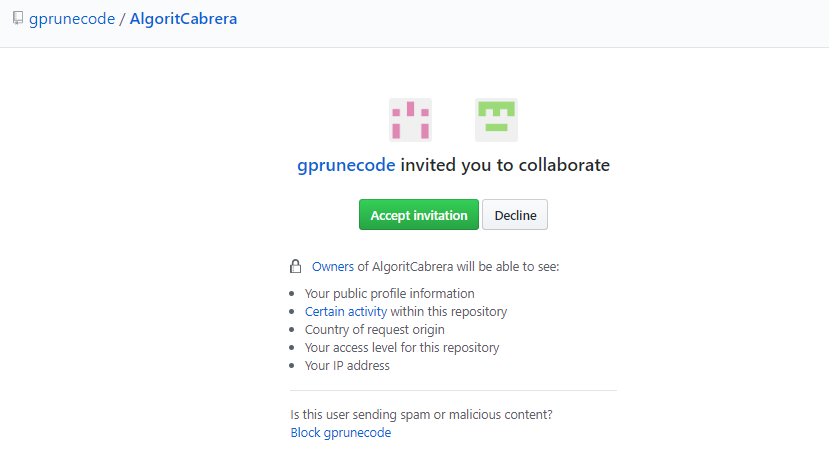 gprunecode / AlgoritCabrera
gprunecode invited you to collaborate
Accept invitation Decline
Owners of AlgoritCabrera will be able to see:
Your public profile information
Certain activity within this repository
Country of request origin
Your access level for this repository
Your IP address
Is this user sending spam or malicious content?
Block gprunecode